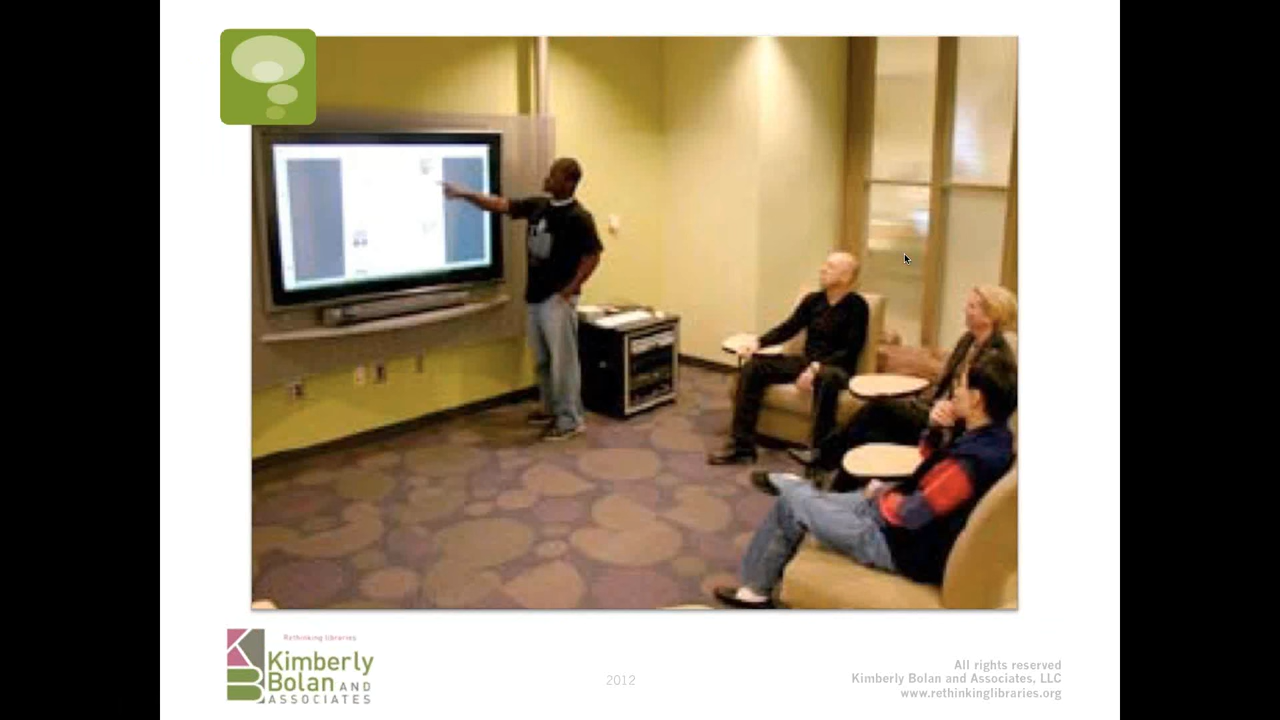 Rethinking libraries
Kimberly
Bolan AND
ASSOCIATES
2012
All rights reserved
Kimberly Bolan and Associates, LLC
www.rethinkinglibraries.org